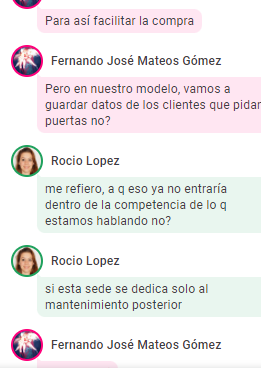 Para así facilitar la compra
Fernando José Mateos Gómez
Pero en nuestro modelo, vamos a
guardar datos de los clientes que pidan
puertas no?
Rocio Lopez
me refiero, a q eso ya no entraría
dentro de la competencia de lo q
estamos hablando no?
Rocio Lopez
si esta sede se dedica solo al
mantenimiento posterior
Fernando José Mateos Gómez